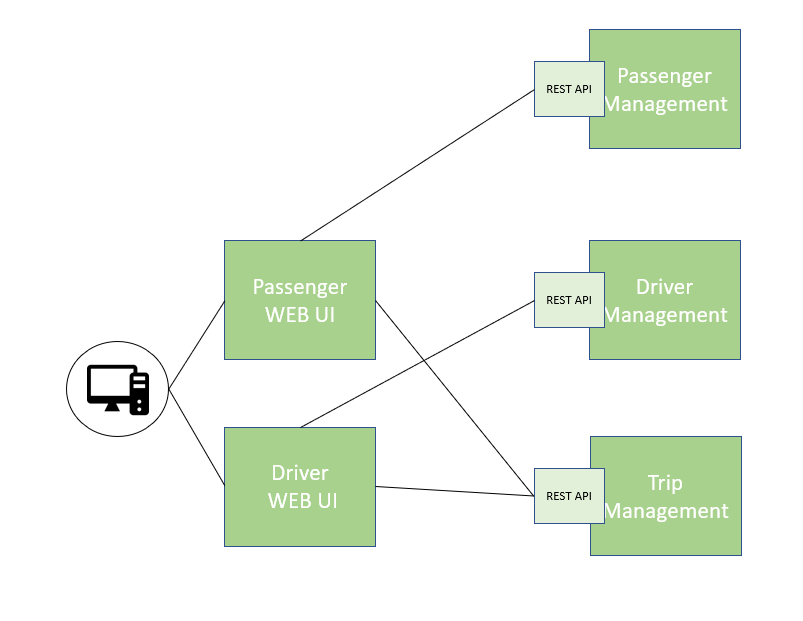 REST API
Passenger
Management
Passenger
WEB UI
REST API
Driver
Management
Driver
WEB UI
REST API
Trip
Management